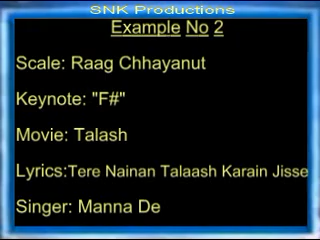 SNK Productions
Example No 2
Scale: Raag Chhayanut
Keynote: "F#"
Movie: Talash
Lyrics:Tere Nainan Talaash Karain Jisse
Singer: Manna De